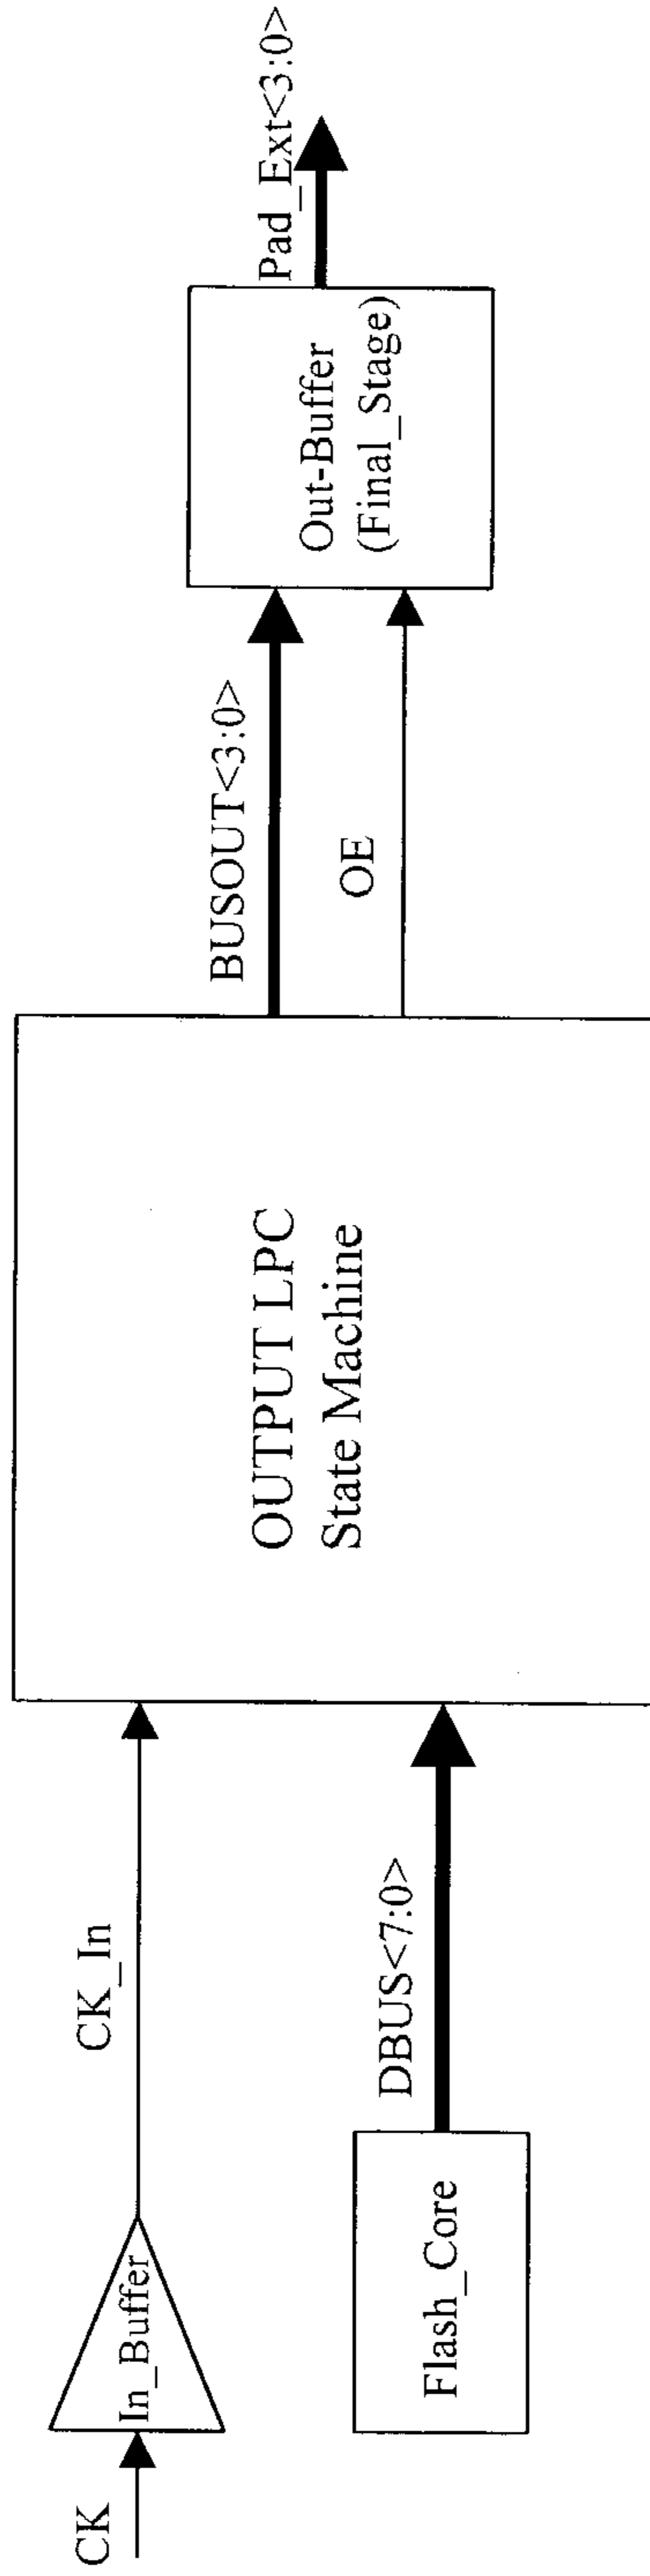 CK
In_Buffer
CK_In
Flash_Core
DBUS<7:0>
OUTPUT LPC
State Machine
BUSOUT<3:0>
OE
Out-Buffer
(Final_Stage)
Pad_Ext<3:0>